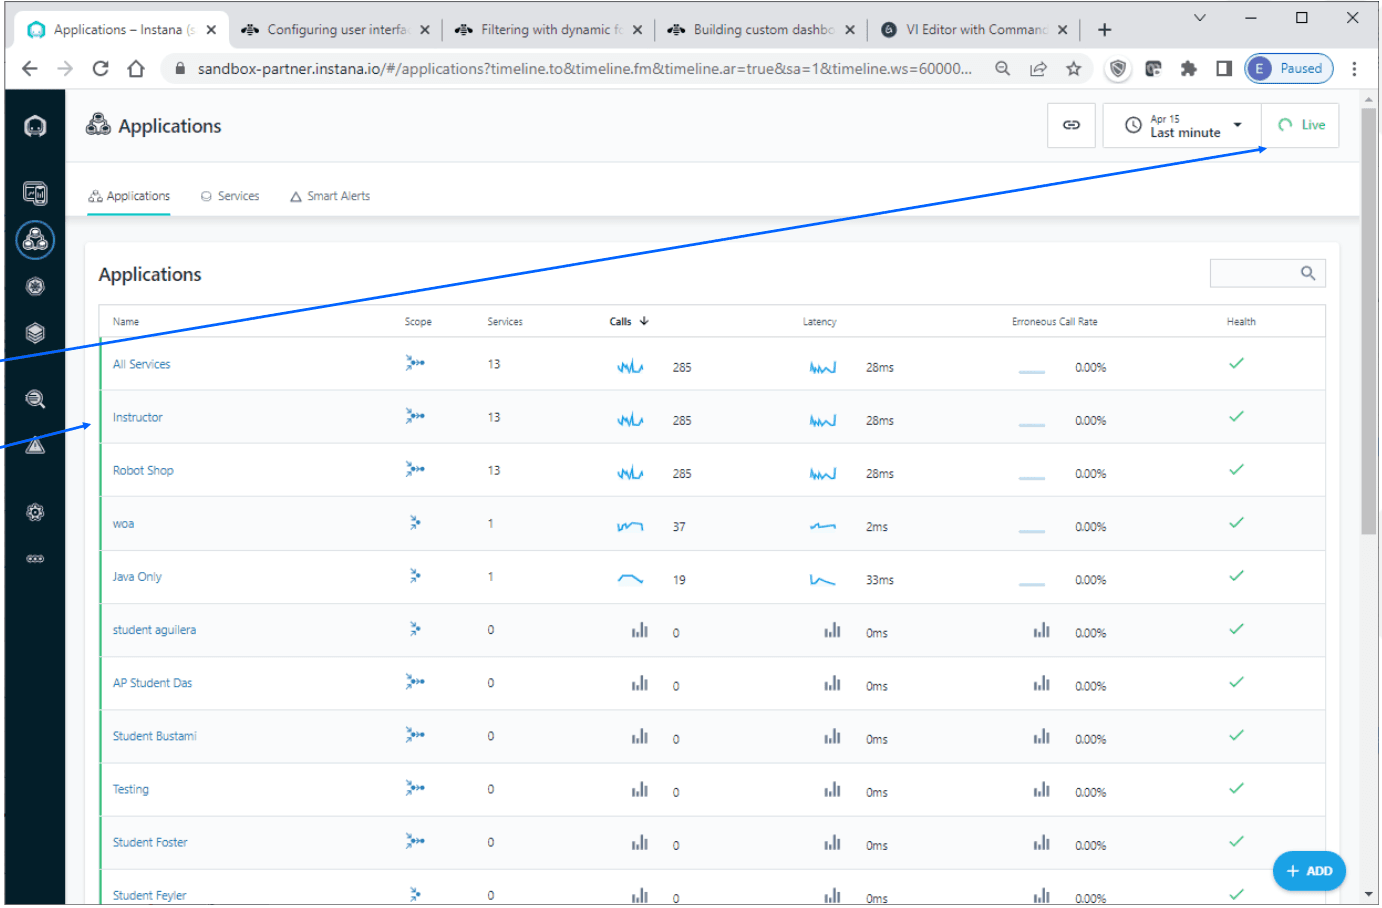 Applications – Instana (s
Configuring user interfa
Filtering with dynamic fo
Building custom dashbo
VI Editor with Command
sandbox-partner.instana.io/#/applications?timeline.to&timeline.fm&timeline.ar=true&sa=1&timeline.ws=60000...
E Paused
Applications
Apr 15
Last minute
Live
Applications Services Smart Alerts
Applications
Name Scope Services Calls Latency Erroneous Call Rate Health
All Services 13 285 28ms 0.00%
Instructor 13 285 28ms 0.00%
Robot Shop 13 285 28ms 0.00%
woa 1 37 2ms 0.00%
Java Only 1 19 33ms 0.00%
student aguilera 0 0 0ms 0.00%
AP Student Das 0 0 0ms 0.00%
Student Bustami 0 0 0ms 0.00%
Testing 0 0 0ms 0.00%
Student Foster 0 0 0ms 0.00%
Student Feyler 0 0 0ms 0.00%
+ ADD